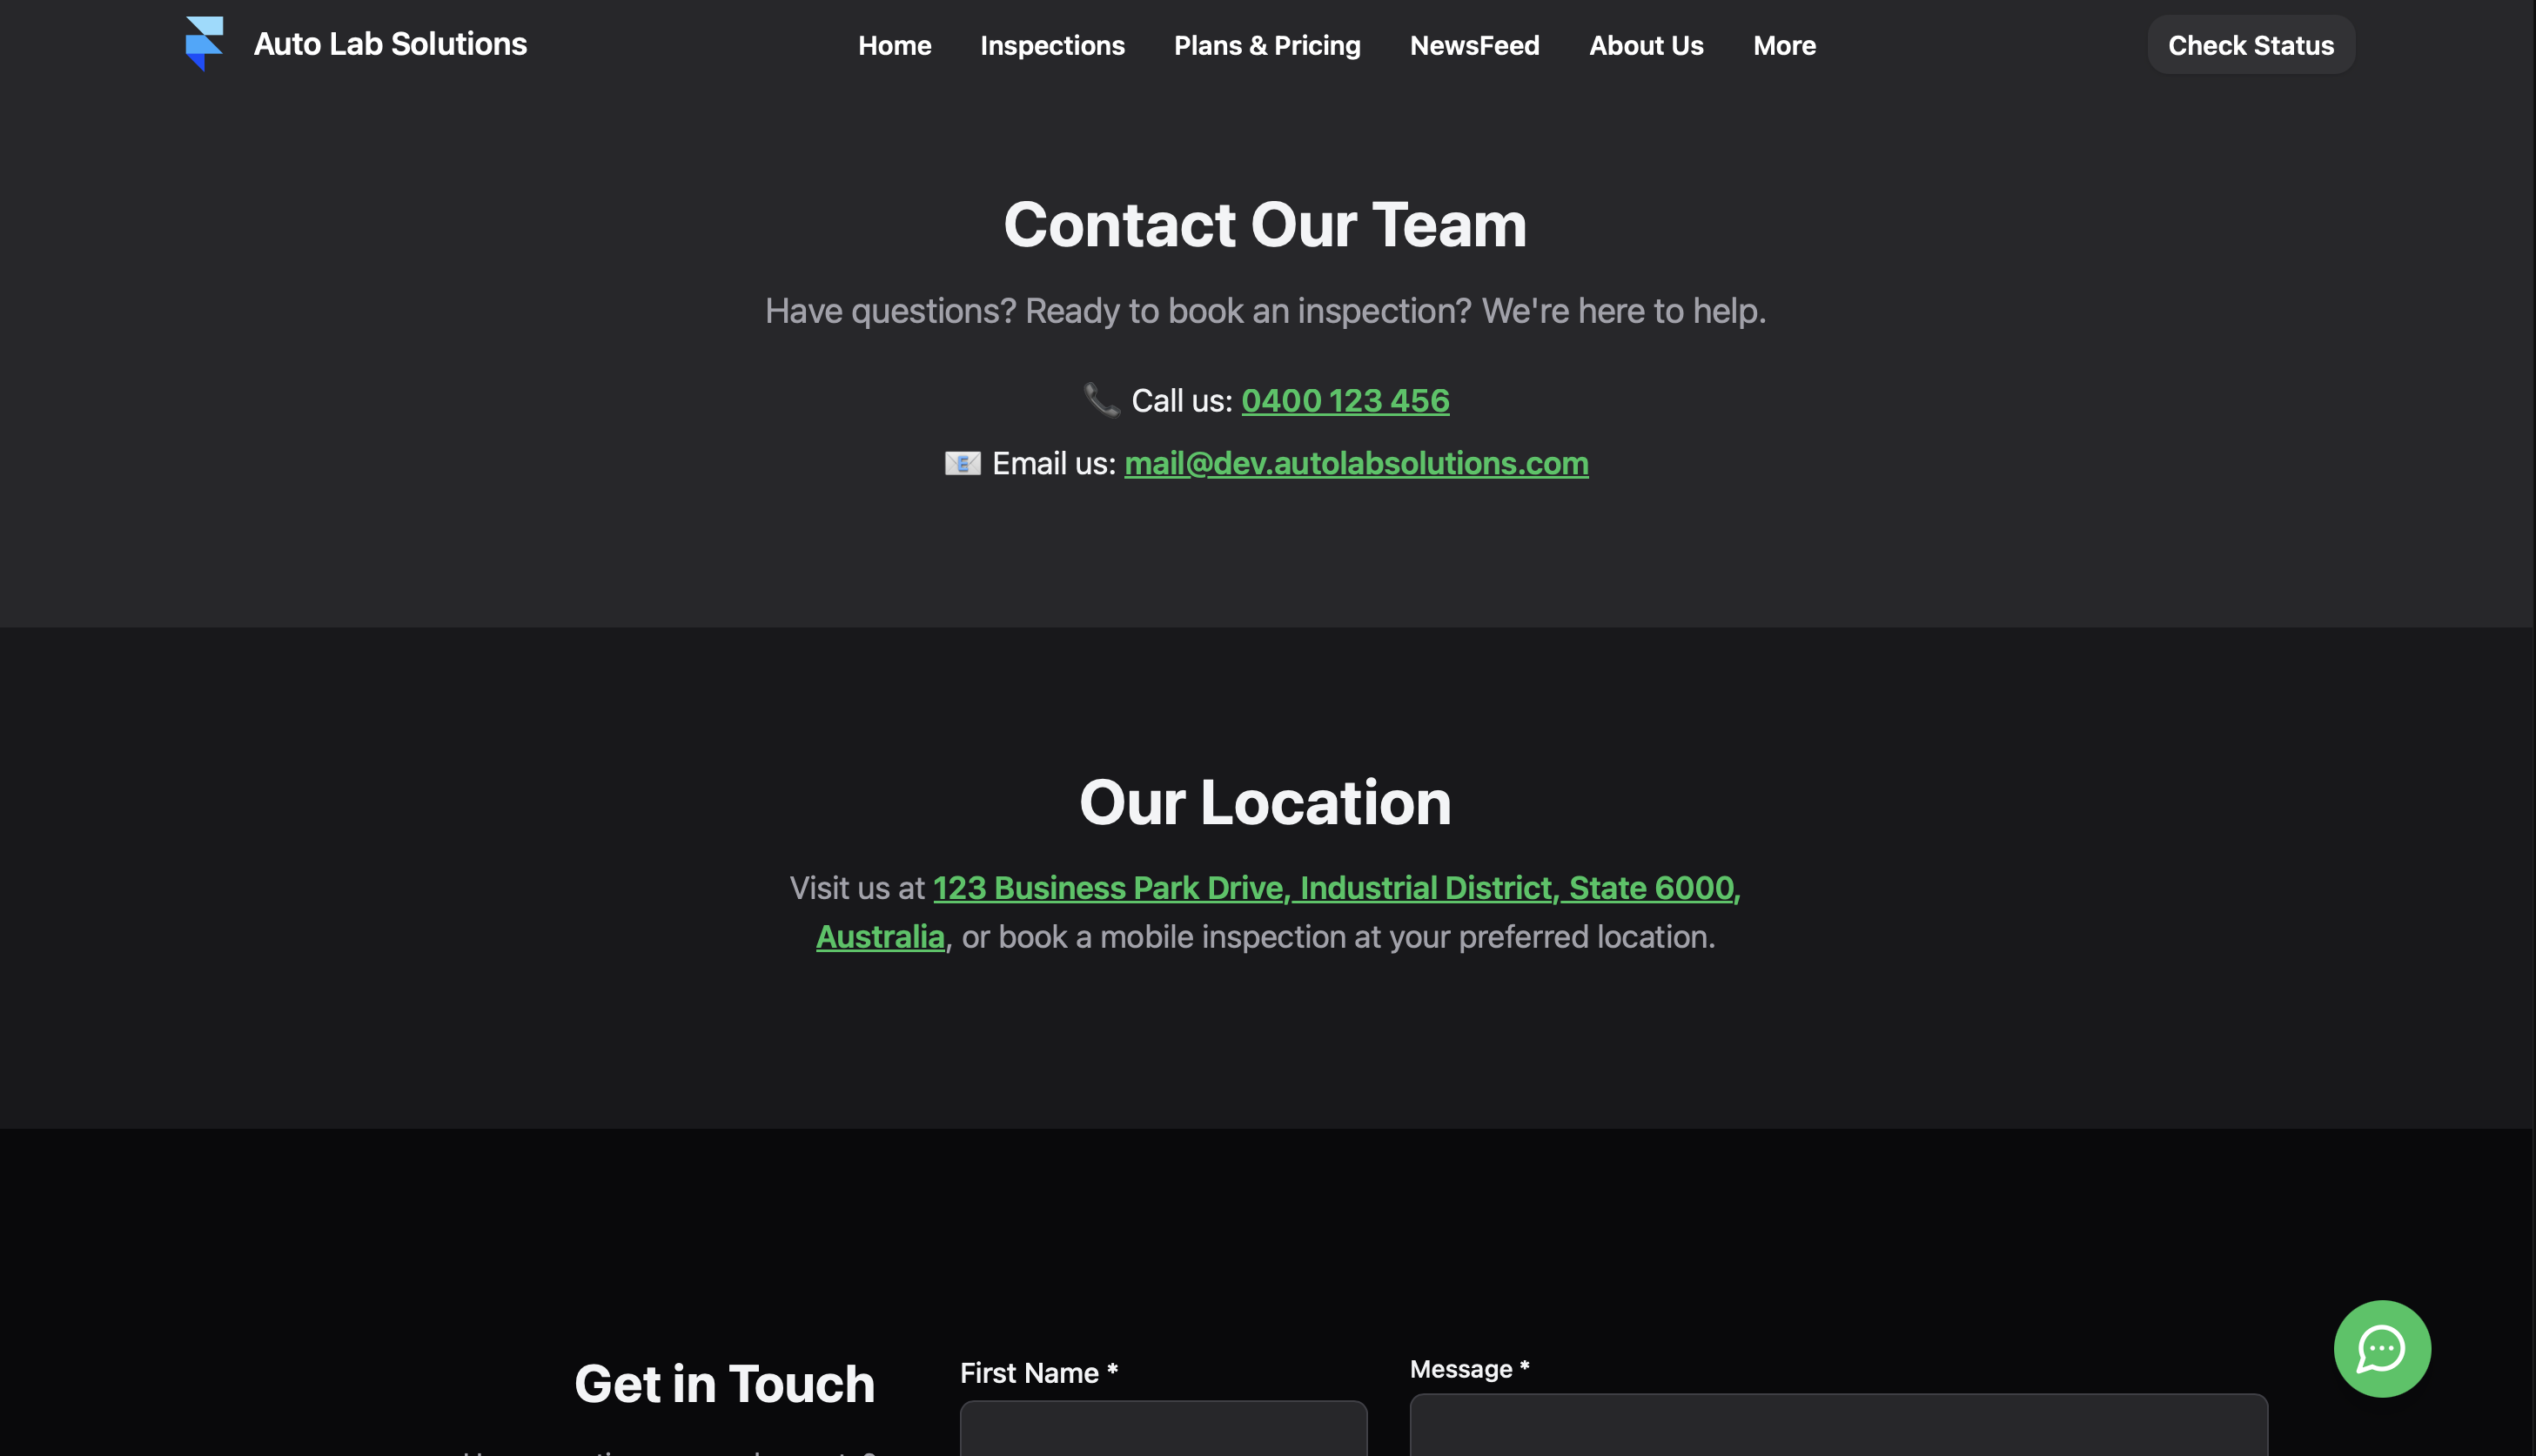 Auto Lab Solutions
Home
Inspections
Plans & Pricing
NewsFeed
About Us
More
Check Status
Contact Our Team
Have questions? Ready to book an inspection? We're here to help.
Call us: 0400 123 456
Email us: mail@dev.autolabsolutions.com
Our Location
Visit us at 123 Business Park Drive, Industrial District, State 6000,
Australia, or book a mobile inspection at your preferred location.
Get in Touch
First Name *
Message *